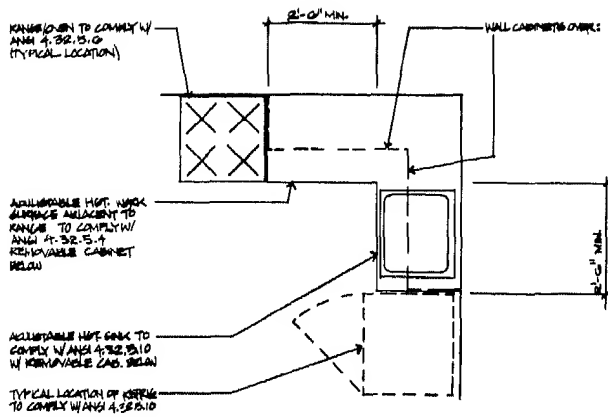 2'-6" MIN.
RANGE/OVEN TO COMPLY W/
ANSI 4.32.5.6
(TYPICAL LOCATION)
WALL CABINETS OVER:
ADJUSTABLE HGT. WORK
SURFACE ADJACENT TO
RANGE TO COMPLY W/
ANSI 4.32.5.4
REMOVABLE CABINET
BELOW
2'-6" MIN.
ADJUSTABLE HGT. SINK TO
COMPLY W/ ANSI 4.32.5.10
W/ REMOVABLE CAB. BELOW
TYPICAL LOCATION OF REFRIG
TO COMPLY W/ ANSI 4.32.5.10